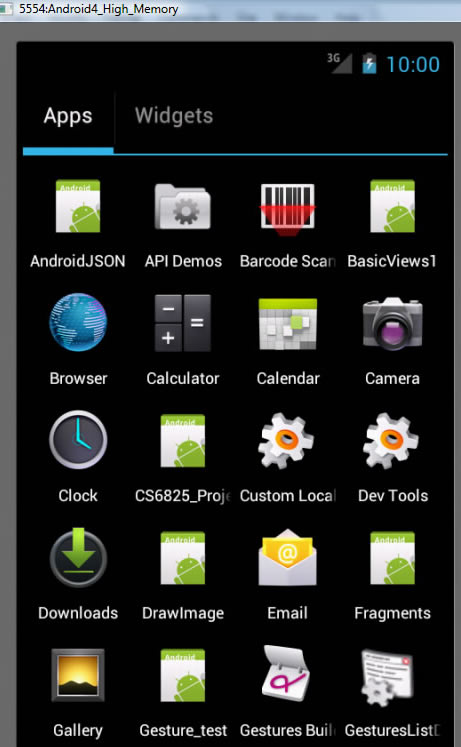 5554:Android4_High_Memory
3G 10:00
Apps Widgets
Android Android
AndroidJSON API Demos Barcode Scan BasicViews1
Browser Calculator Calendar Camera
Android
Clock CS6825_Proje Custom Local Dev Tools
Android Android
Downloads DrawImage Email Fragments
Android
Gallery Gesture_test Gestures Buil GesturesList